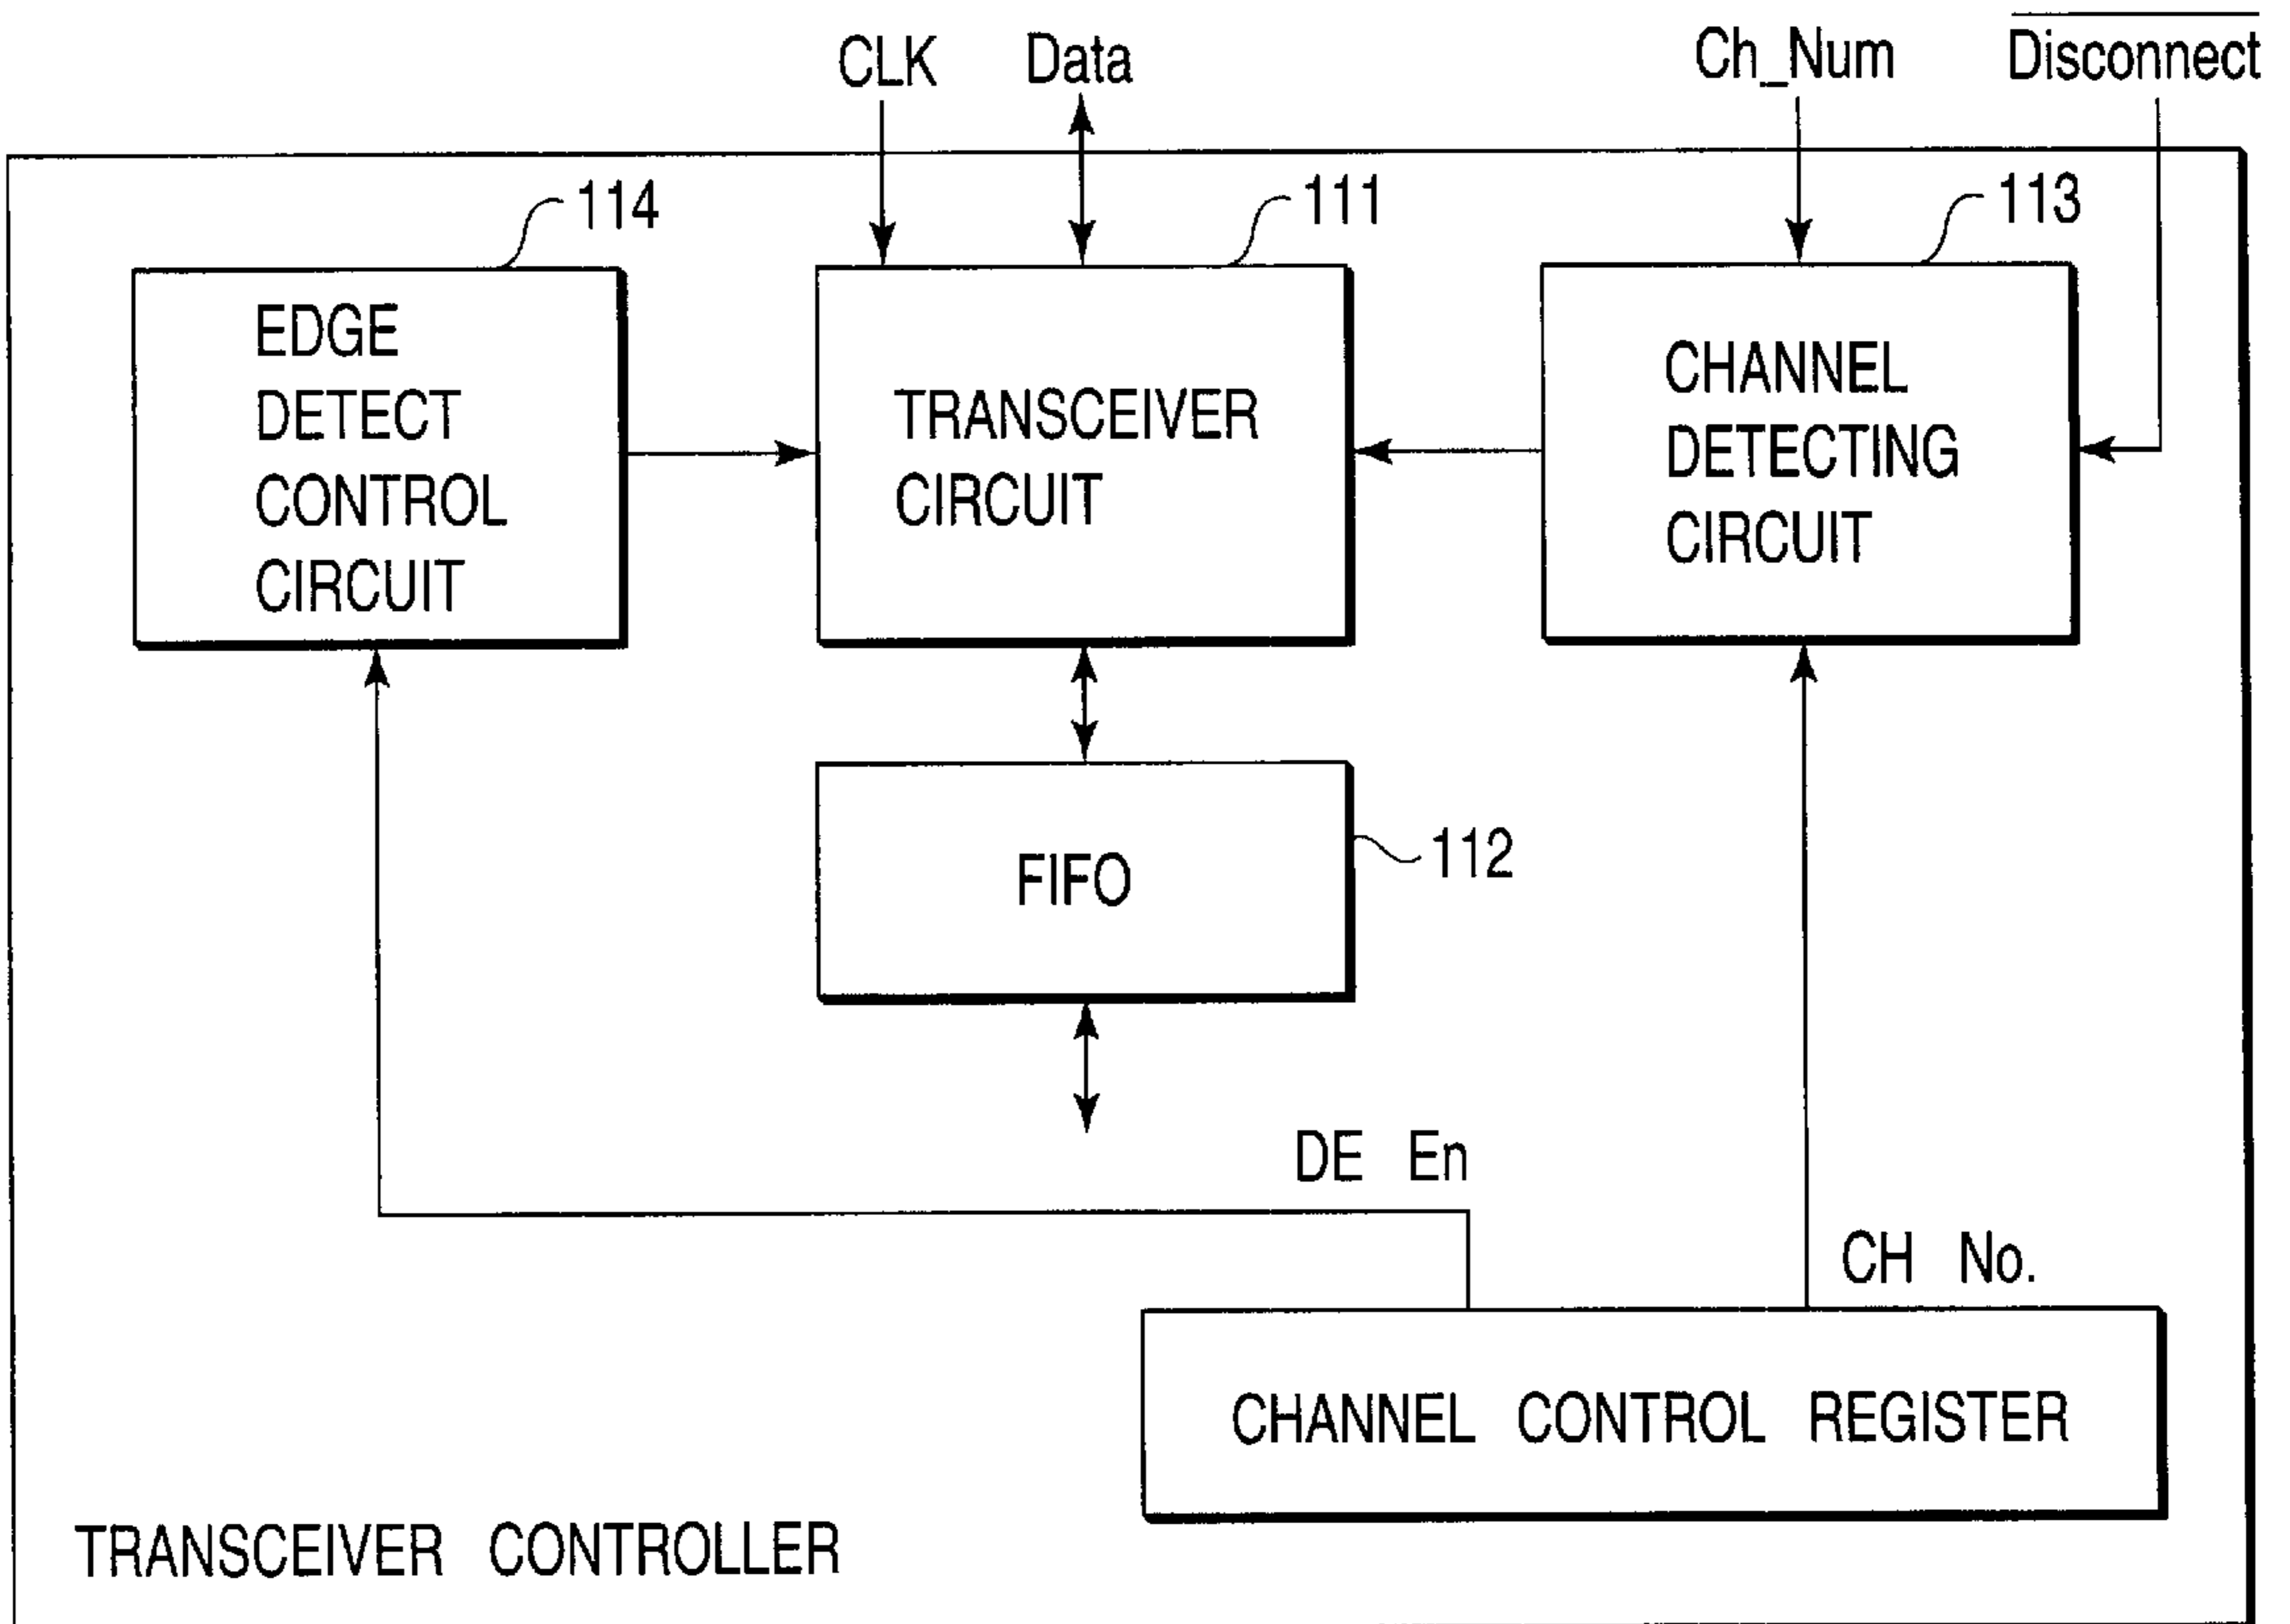 CLK
Data
Ch_Num
Disconnect
114
111
113
EDGE
DETECT
CONTROL
CIRCUIT
TRANSCEIVER
CIRCUIT
CHANNEL
DETECTING
CIRCUIT
FIFO
112
DE En
CH No.
CHANNEL CONTROL REGISTER
TRANSCEIVER CONTROLLER